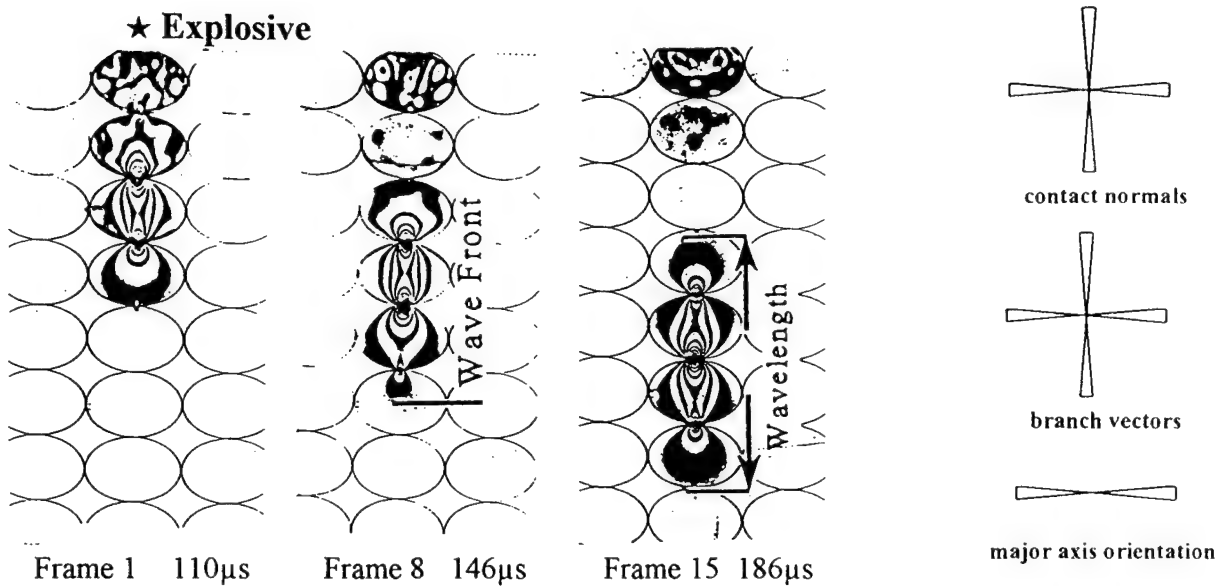 ★ Explosive
Wave Front
Wavelength
contact normals
branch vectors
major axis orientation
Frame 1 110µs
Frame 8 146µs
Frame 15 186µs